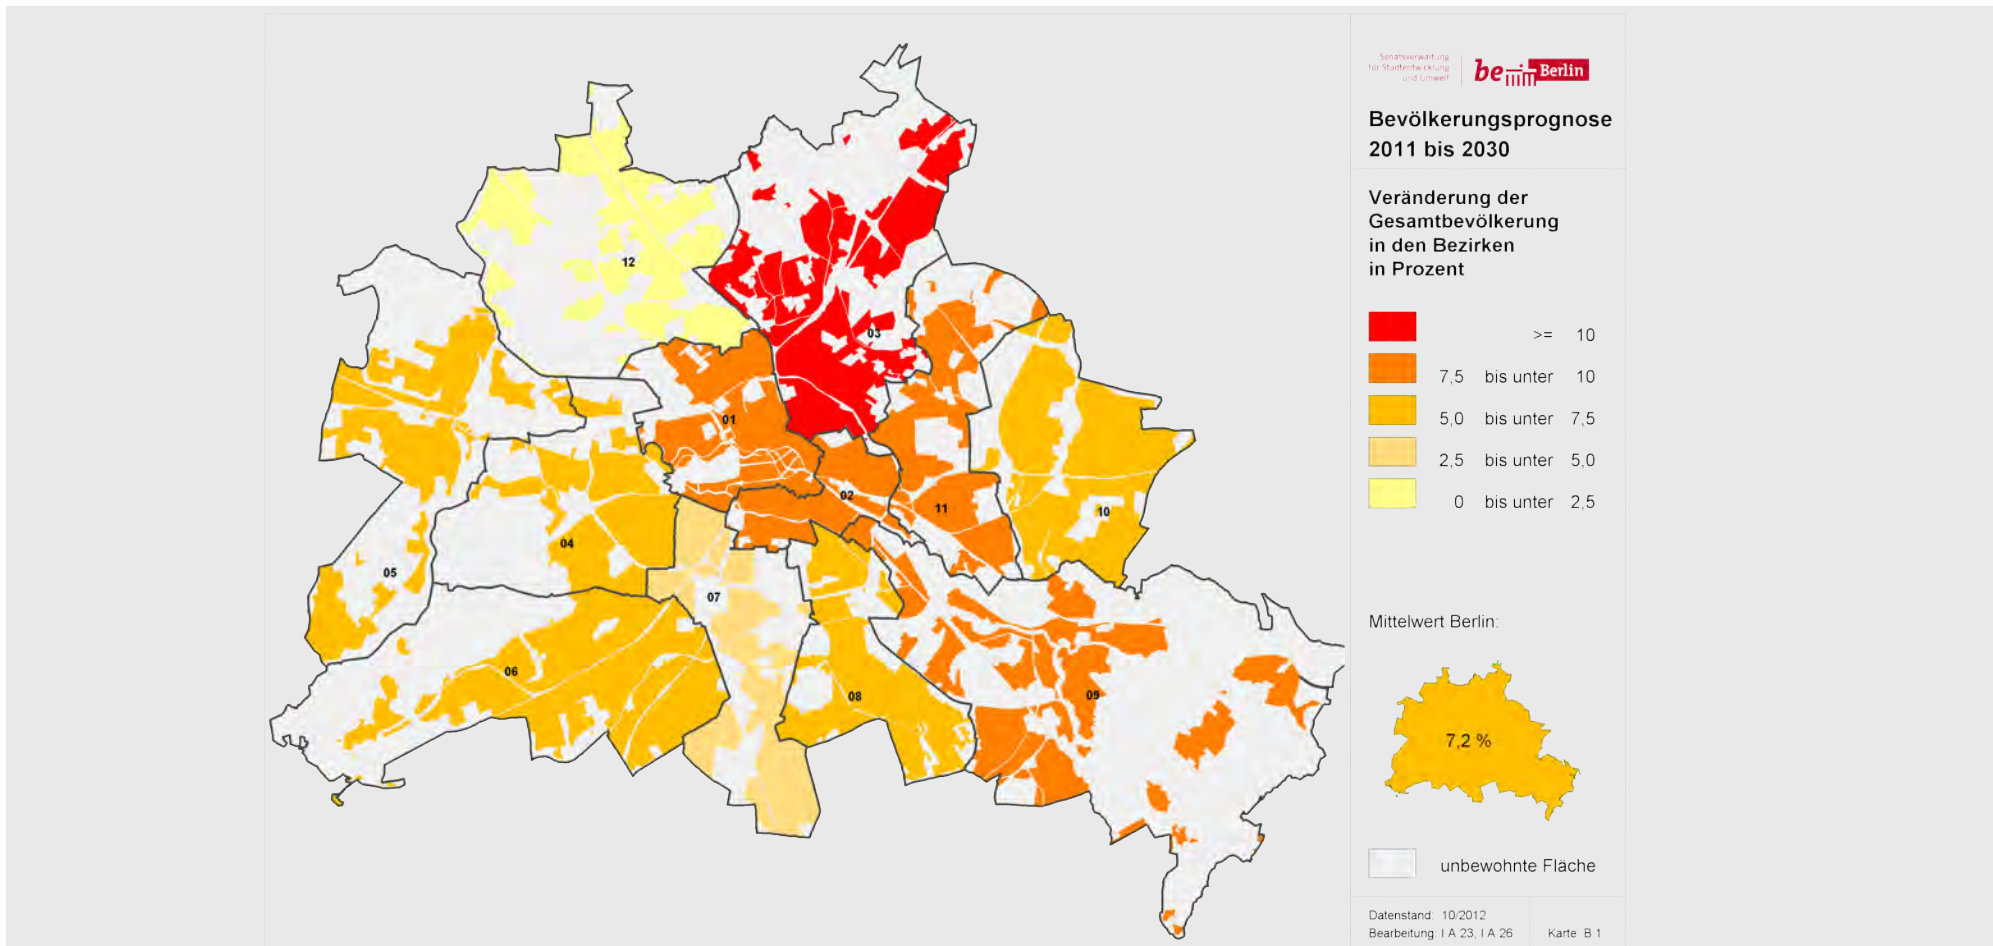 Senatsverwaltung
für Stadtentwicklung
und Umwelt
be Berlin
Bevölkerungsprognose
2011 bis 2030
Veränderung der
Gesamtbevölkerung
in den Bezirken
in Prozent
>= 10
7,5 bis unter 10
5,0 bis unter 7,5
2,5 bis unter 5,0
0 bis unter 2,5
Mittelwert Berlin:
7,2 %
unbewohnte Fläche
Datenstand: 10/2012
Bearbeitung: I A 23, I A 26
Karte B 1
12
03
01
02
11
10
04
05
07
06
08
09